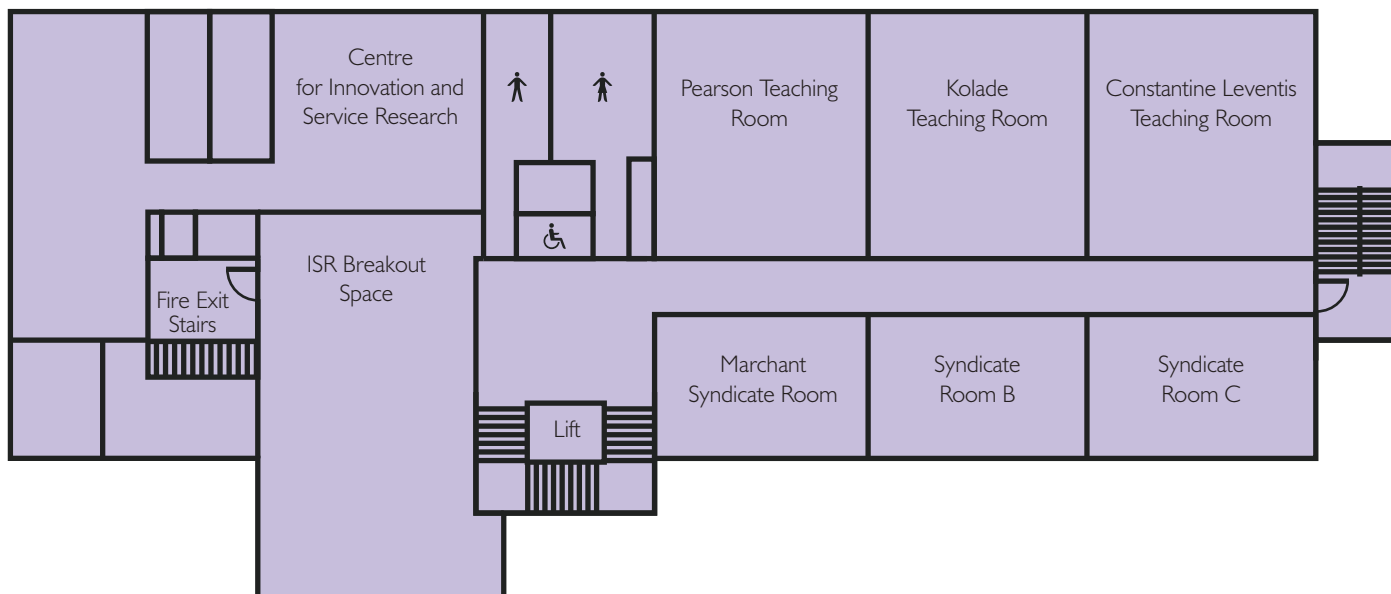 Centre
for Innovation and
Service Research
Pearson Teaching
Room
Kolade
Teaching Room
Constantine Leventis
Teaching Room
ISR Breakout
Space
Fire Exit
Stairs
Marchant
Syndicate Room
Syndicate
Room B
Syndicate
Room C
Lift